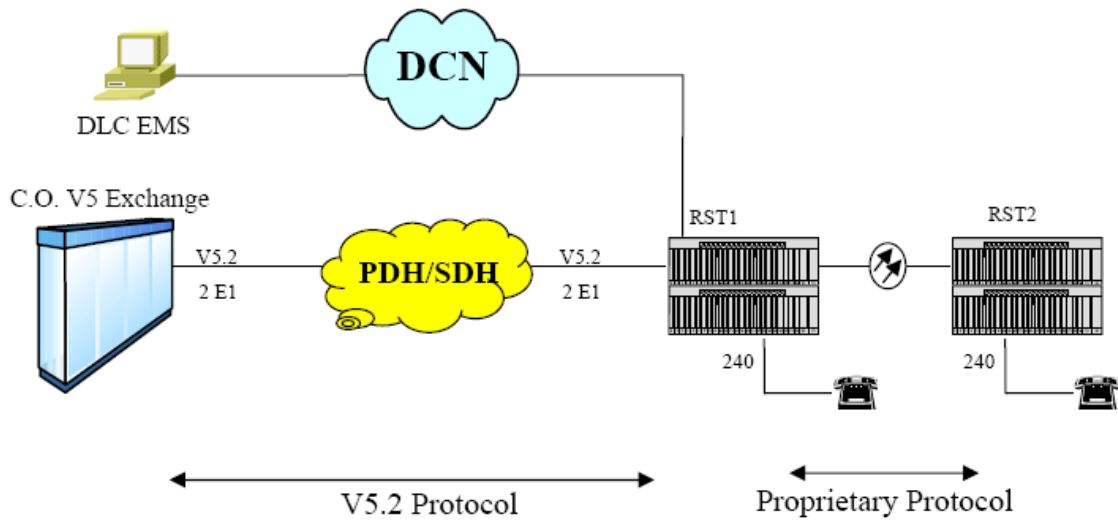 DCN
DLC EMS
C.O. V5 Exchange
RST1
RST2
V5.2
PDH/SDH
V5.2
2 E1
2 E1
240
240
V5.2 Protocol
Proprietary Protocol